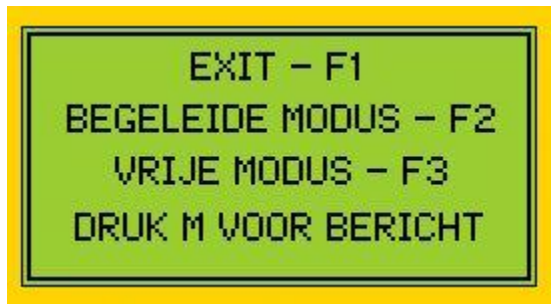 EXIT – F1
BEGELEIDE MODUS – F2
VRIJE MODUS – F3
DRUK M VOOR BERICHT